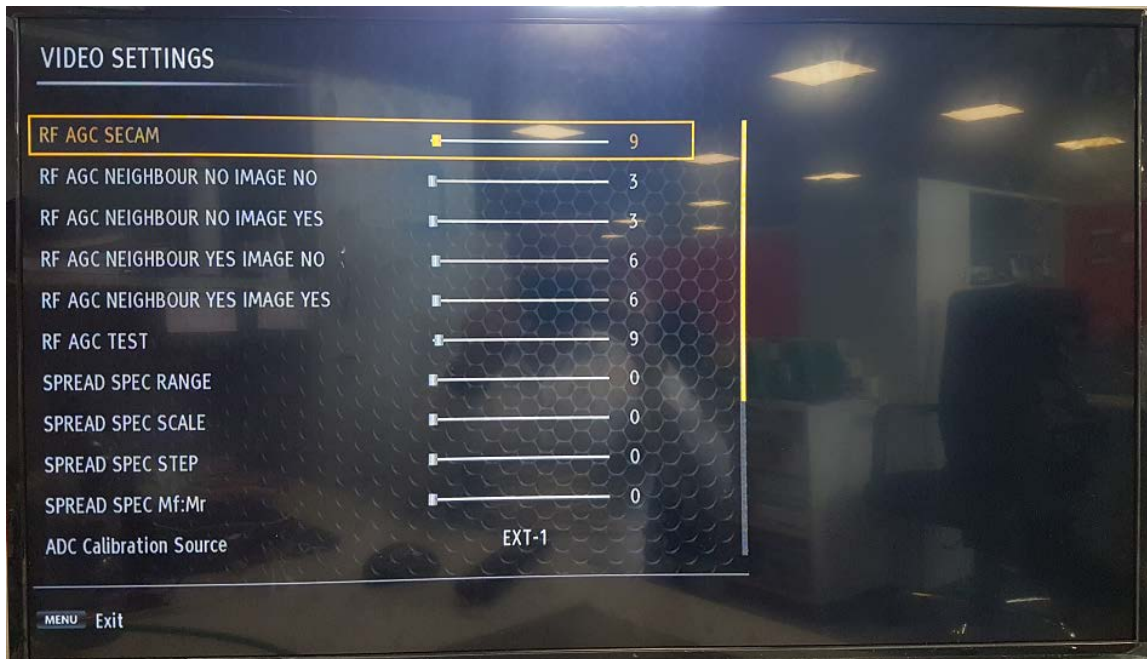 VIDEO SETTINGS
RF AGC SECAM 9
RF AGC NEIGHBOUR NO IMAGE NO 3
RF AGC NEIGHBOUR NO IMAGE YES 3
RF AGC NEIGHBOUR YES IMAGE NO 6
RF AGC NEIGHBOUR YES IMAGE YES 6
RF AGC TEST 9
SPREAD SPEC RANGE 0
SPREAD SPEC SCALE 0
SPREAD SPEC STEP 0
SPREAD SPEC Mf:Mr 0
ADC Calibration Source EXT-1
MENU Exit